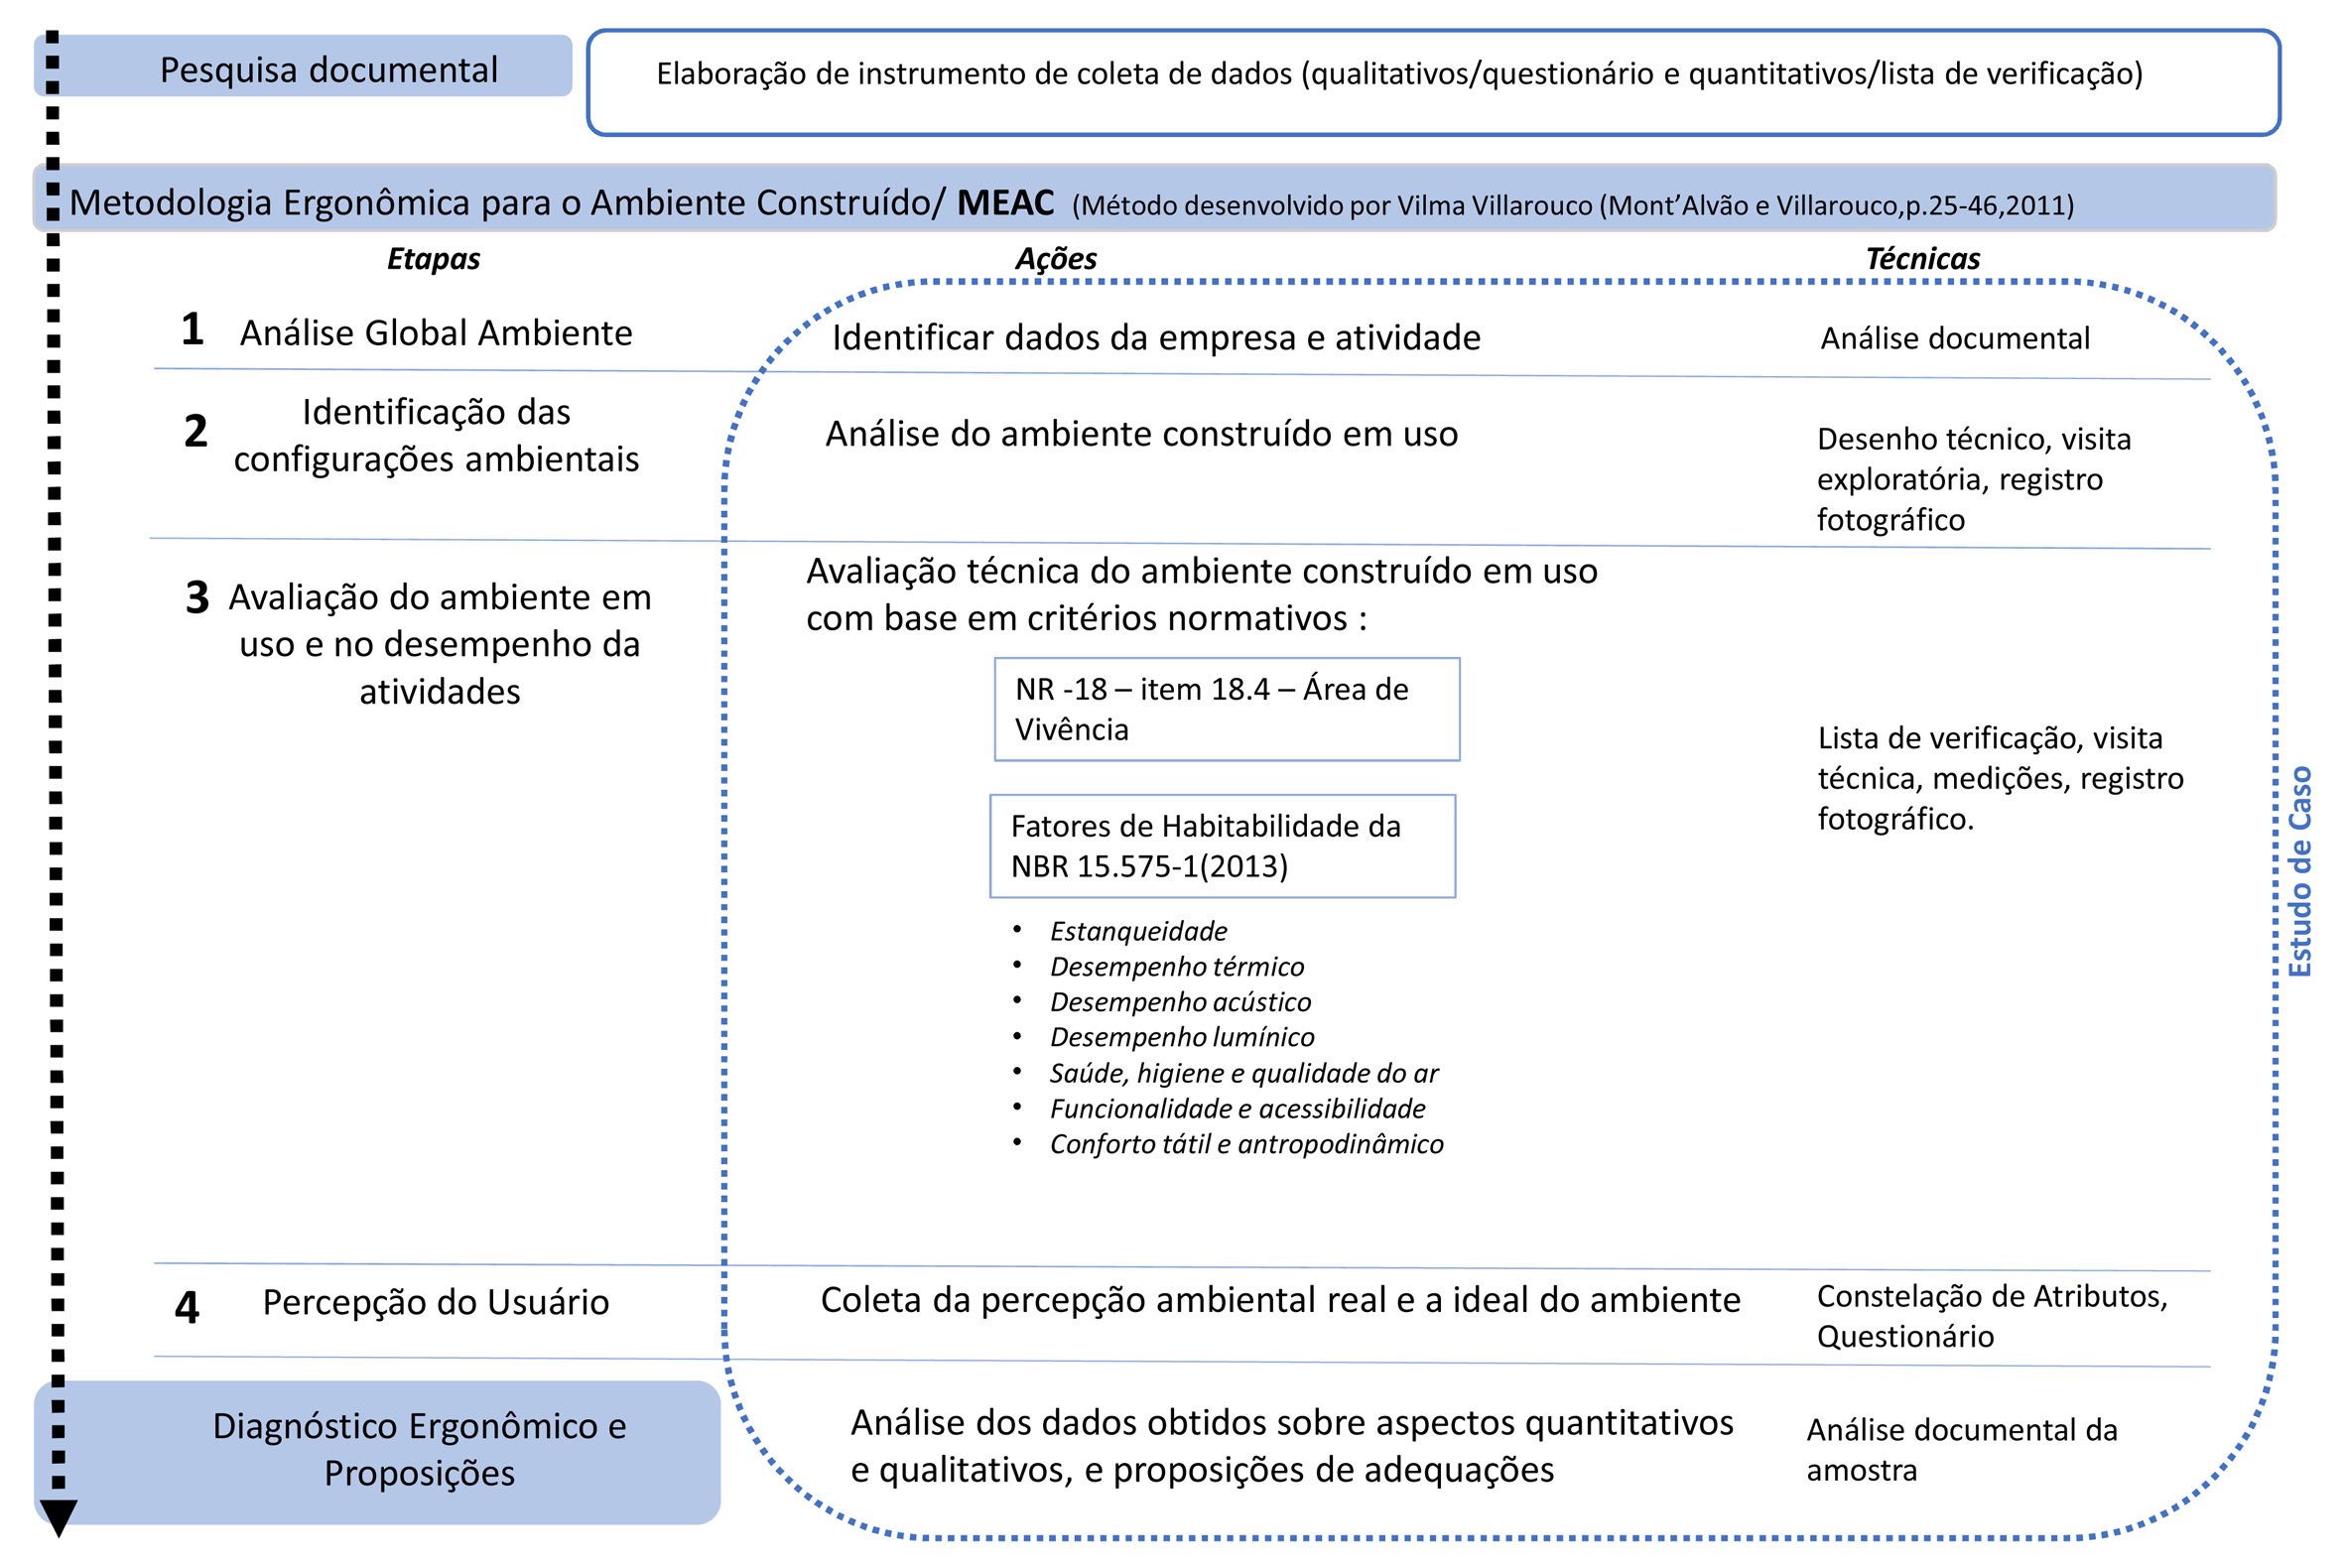 Pesquisa documental
Elaboração de instrumento de coleta de dados (qualitativos/questionário e quantitativos/lista de verificação)
Metodologia Ergonômica para o Ambiente Construído/ MEAC (Método desenvolvido por Vilma Villarouco (Mont’Alvão e Villarouco,p.25-46,2011)
Etapas
Ações
Técnicas
1 Análise Global Ambiente
Identificar dados da empresa e atividade
Análise documental
2 Identificação das
configurações ambientais
Análise do ambiente construído em uso
Desenho técnico, visita
exploratória, registro
fotográfico
3 Avaliação do ambiente em
uso e no desempenho da
atividades
Avaliação técnica do ambiente construído em uso
com base em critérios normativos :
NR -18 – item 18.4 – Área de
Vivência
Fatores de Habitabilidade da
NBR 15.575-1(2013)
• Estanqueidade
• Desempenho térmico
• Desempenho acústico
• Desempenho lumínico
• Saúde, higiene e qualidade do ar
• Funcionalidade e acessibilidade
• Conforto tátil e antropodinâmico
Lista de verificação, visita
técnica, medições, registro
fotográfico.
Estudo de Caso
4 Percepção do Usuário
Coleta da percepção ambiental real e a ideal do ambiente
Constelação de Atributos,
Questionário
Diagnóstico Ergonômico e
Proposições
Análise dos dados obtidos sobre aspectos quantitativos
e qualitativos, e proposições de adequações
Análise documental da
amostra